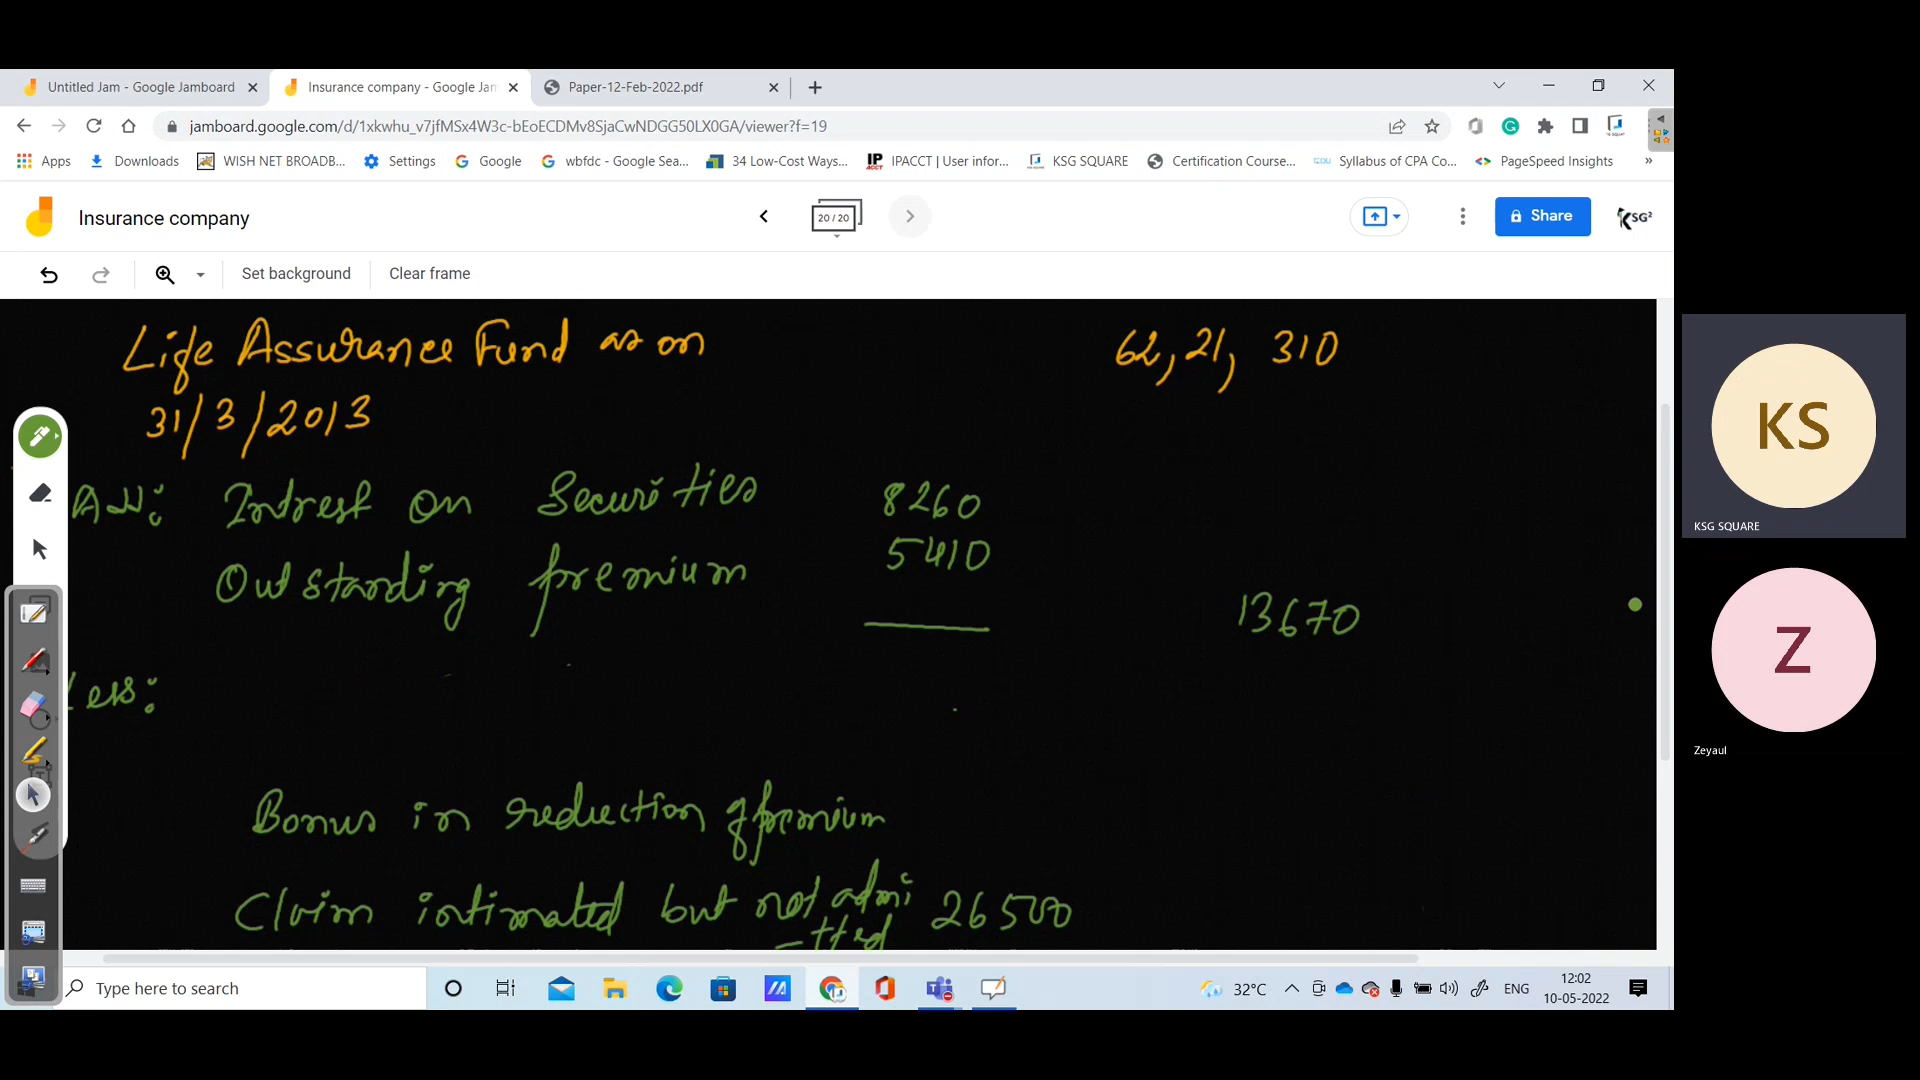 Untitled Jam - Google Jamboard
Insurance company - Google Jam
Paper-12-Feb-2022.pdf
jamboard.google.com/d/1xkwhu_v7jfMSx4W3c-bEoECDMv8SjaCwNDGG50LX0GA/viewer?f=19
Apps Downloads WISH NET BROADB... Settings Google wbfdc - Google Sea... 34 Low-Cost Ways... IPACCT | User infor... KSG SQUARE Certification Course... Syllabus of CPA Co... PageSpeed Insights »
Insurance company
20 / 20
Share
KSG²
Set background Clear frame
Life Assurance Fund as on 62,21, 310
31/3/2013
Add: Intrest on Securities 8260
Outstanding premium 5410
13670
Less:
Bonus in reduction of premium
Claim intimated but not admi 26500
-tted
KS
KSG SQUARE
Z
Zeyaul
Type here to search
32°C
ENG
12:02
10-05-2022